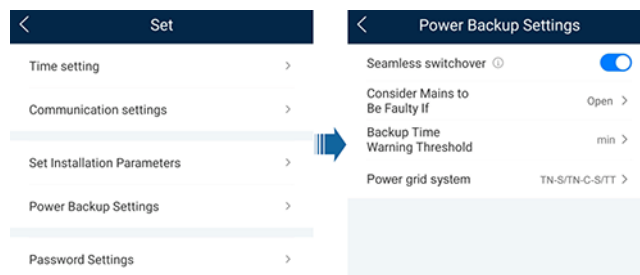 Set
Time setting
Communication settings
Set Installation Parameters
Power Backup Settings
Password Settings
Power Backup Settings
Seamless switchover
Consider Mains to
Be Faulty If
Open
Backup Time
Warning Threshold
min
Power grid system
TN-S/TN-C-S/TT